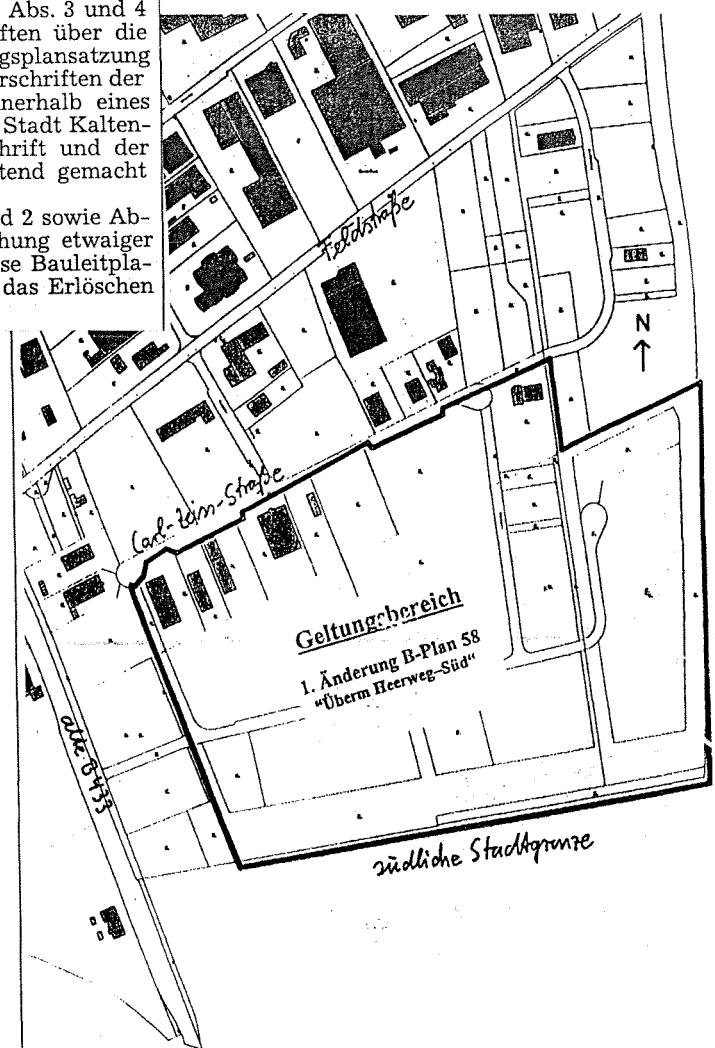 Abs. 3 und 4
ften über die
gsplansatzung
rschriften der
nerhalb eines
Stadt Kalten-
hrift und der
tend gemacht
d 2 sowie Ab-
hung etwaiger
se Bauleitpla-
das Erlöschen
Feldstraße
N
Carl-Zeiss-Straße
Geltungsbereich
1. Änderung B-Plan 58
"Überm Heerweg-Süd"
alte B433
südliche Stadtgrenze